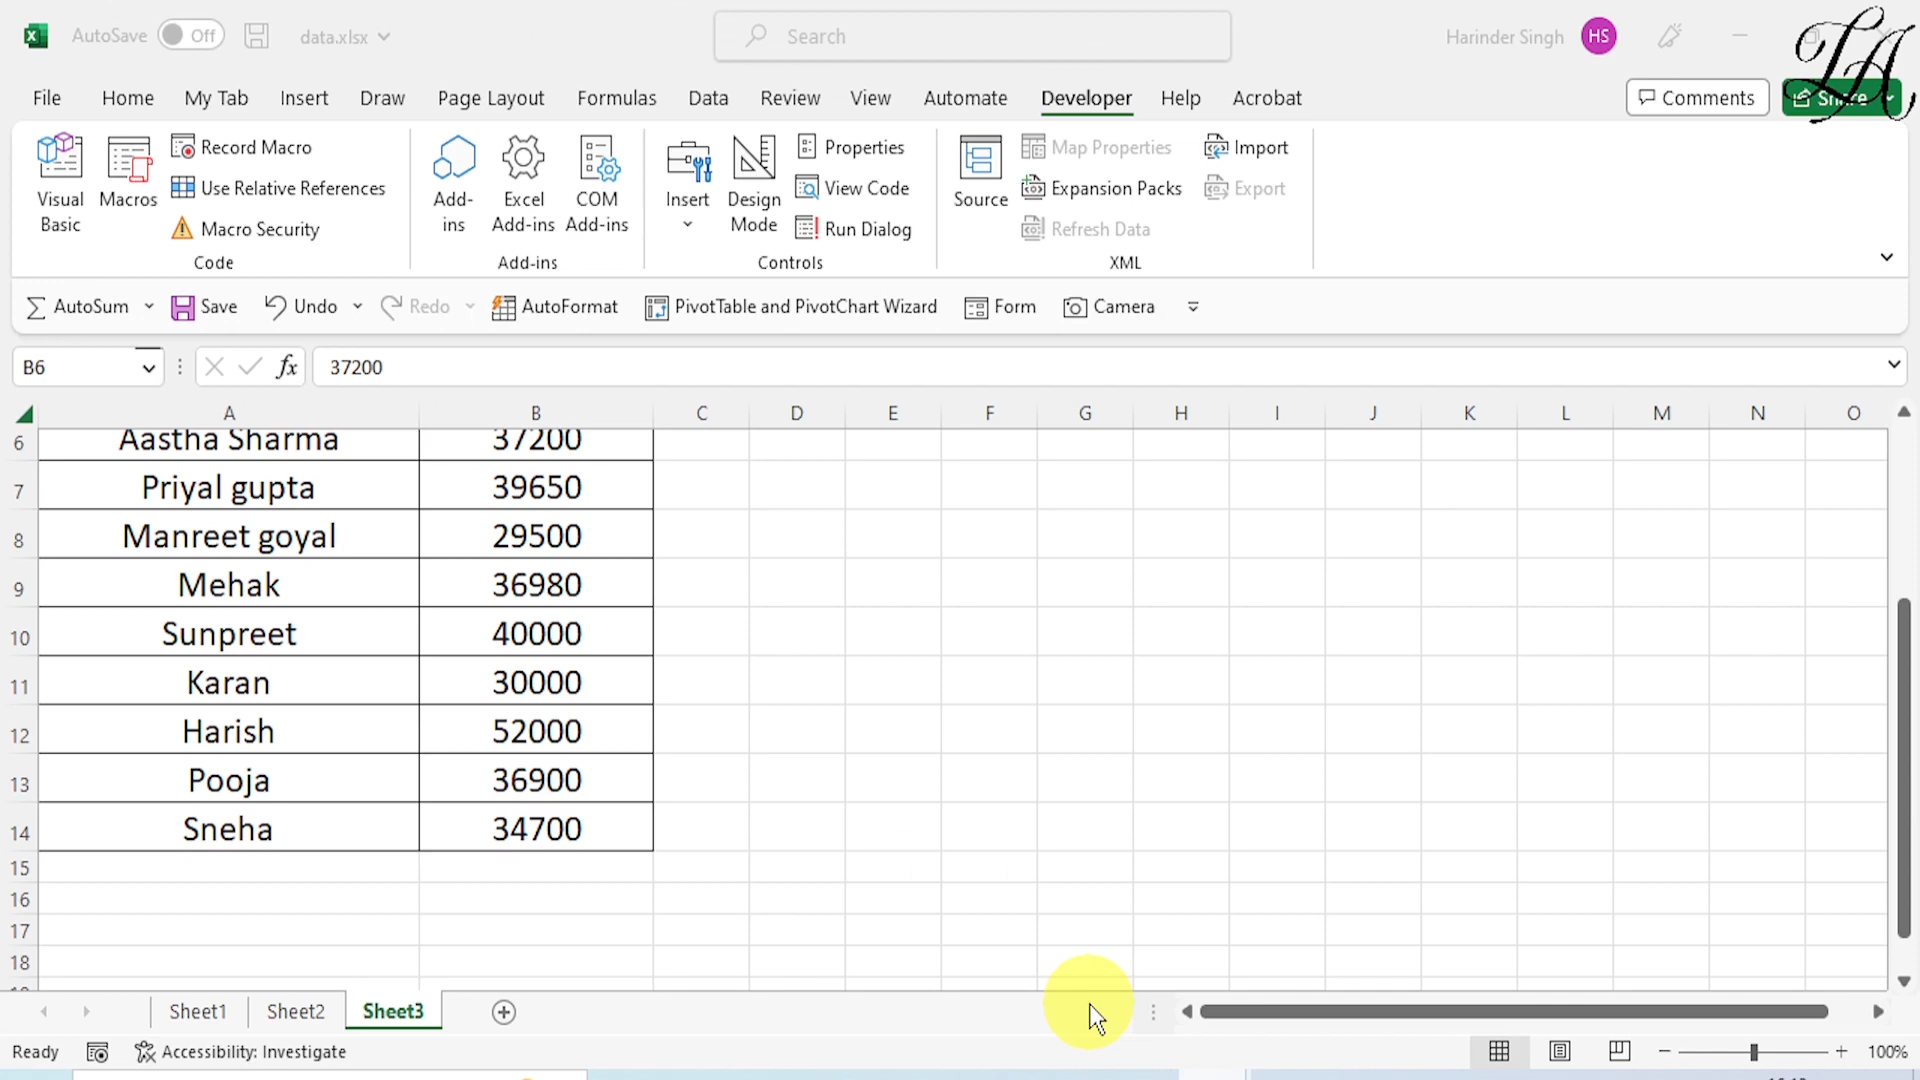 AutoSave Off data.xlsx Search Harinder Singh HS LA
File Home My Tab Insert Draw Page Layout Formulas Data Review View Automate Developer Help Acrobat Comments Share
Visual Basic Macros Record Macro Use Relative References Macro Security Code
Add-ins Excel Add-ins COM Add-ins Add-ins
Insert Design Mode Properties View Code Run Dialog Controls
Source Map Properties Expansion Packs Refresh Data Import Export XML
AutoSum Save Undo Redo AutoFormat PivotTable and PivotChart Wizard Form Camera
B6 fx 37200
A B C D E F G H I J K L M N O
6 Aastha Sharma 37200
7 Priyal gupta 39650
8 Manreet goyal 29500
9 Mehak 36980
10 Sunpreet 40000
11 Karan 30000
12 Harish 52000
13 Pooja 36900
14 Sneha 34700
15
16
17
18
Sheet1 Sheet2 Sheet3
Ready Accessibility: Investigate 100%